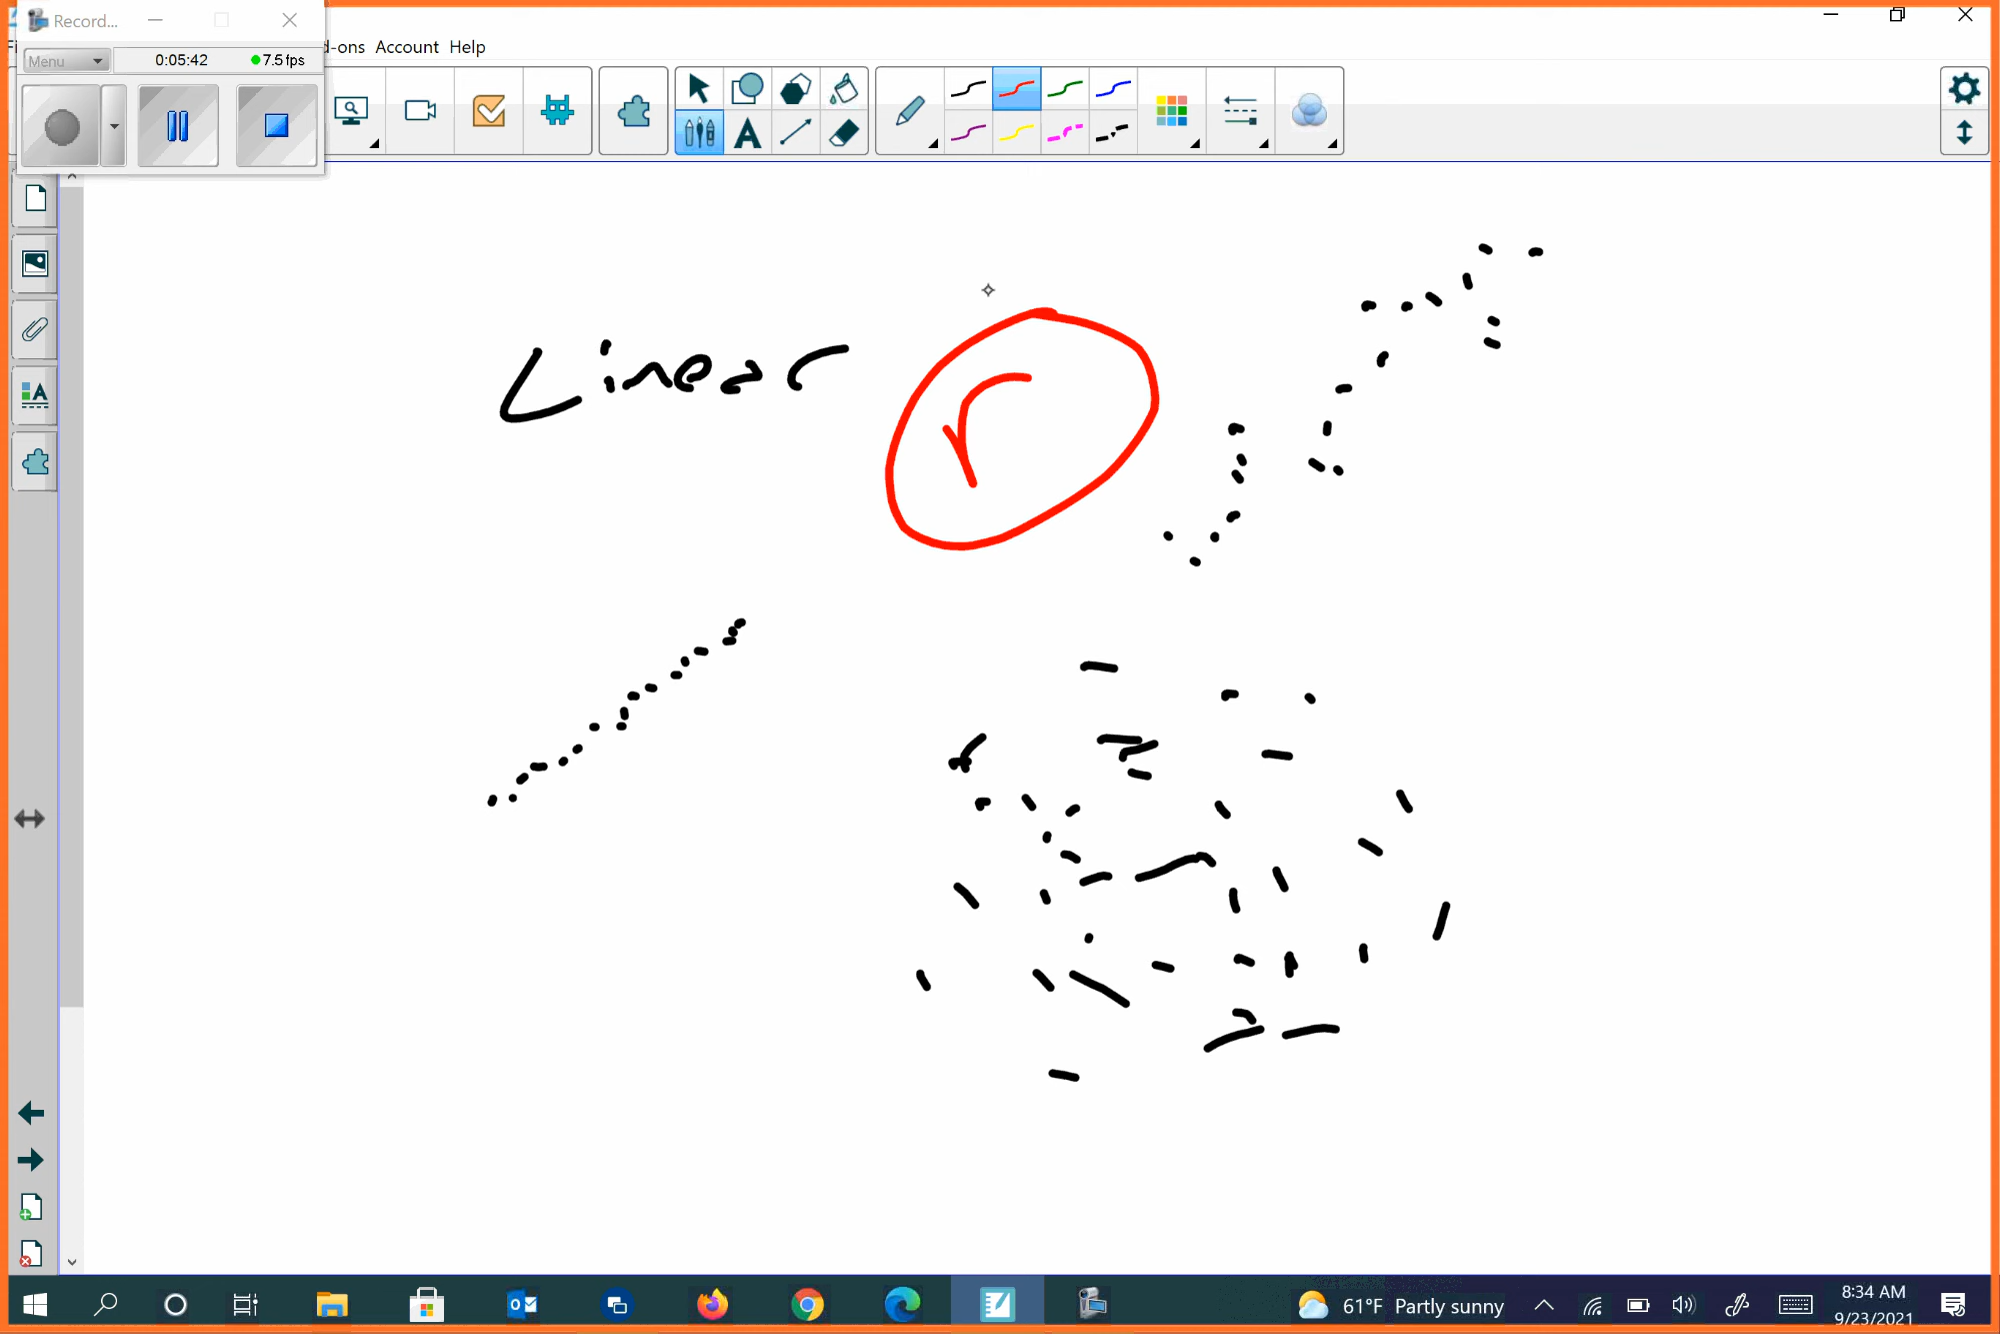 Record...
Menu 0:05:42 7.5 fps
d-ons Account Help
Linear r
61°F Partly sunny
8:34 AM
9/23/2021